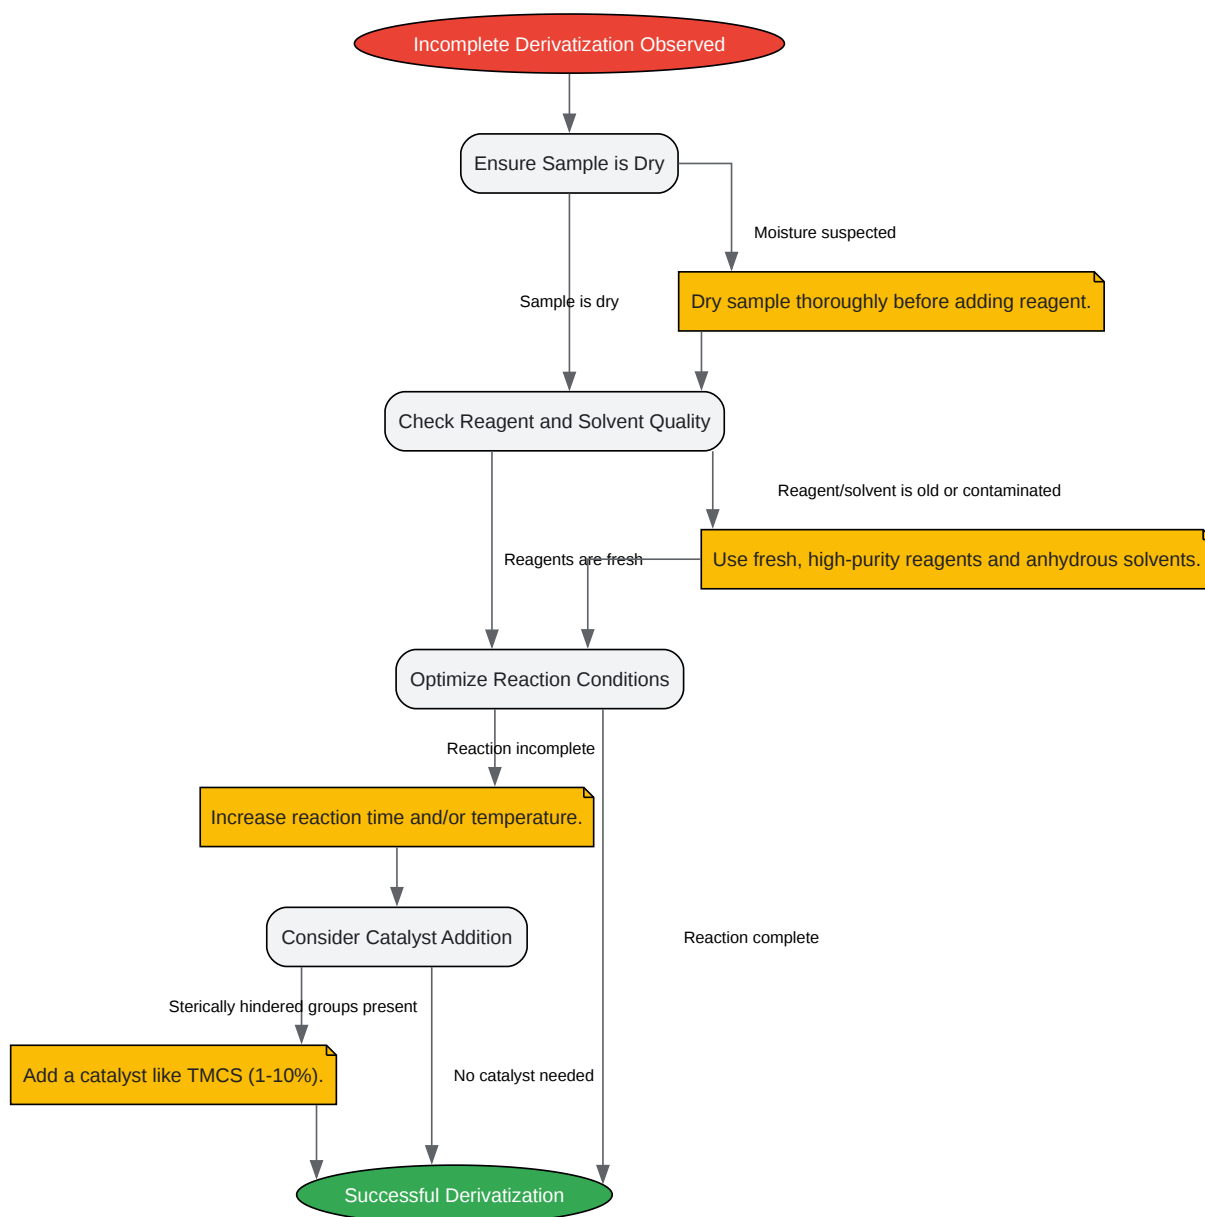 Incomplete Derivatization Observed
Ensure Sample is Dry
Moisture suspected
Sample is dry
Dry sample thoroughly before adding reagent.
Check Reagent and Solvent Quality
Reagent/solvent is old or contaminated
Reagents are fresh
Use fresh, high-purity reagents and anhydrous solvents.
Optimize Reaction Conditions
Reaction incomplete
Increase reaction time and/or temperature.
Consider Catalyst Addition
Reaction complete
Sterically hindered groups present
Add a catalyst like TMCS (1-10%).
No catalyst needed
Successful Derivatization